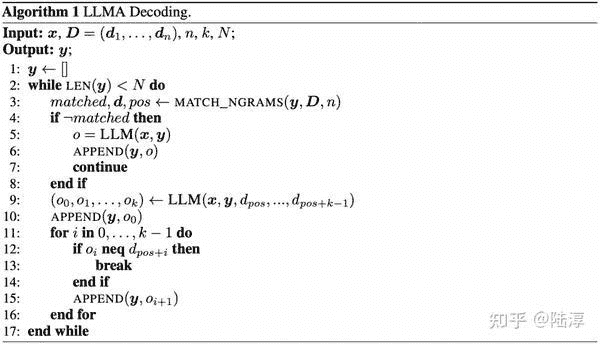 Algorithm 1 LLMA Decoding.
Input: x, D = (d₁, . . . , dₙ), n, k, N;
Output: y;
1: y ← []
2: while LEN(y) < N do
3: matched, d, pos ← MATCH_NGRAMS(y, D, n)
4: if ¬matched then
5: o = LLM(x, y)
6: APPEND(y, o)
7: continue
8: end if
9: (o₀, o₁, . . . , oₖ) ← LLM(x, y, d_pos, ..., d_pos+k−1)
10: APPEND(y, o₀)
11: for i in 0, . . . , k − 1 do
12: if oᵢ neq d_pos+i then
13: break
14: end if
15: APPEND(y, oᵢ₊₁)
16: end for
17: end while
知乎 @陆淳